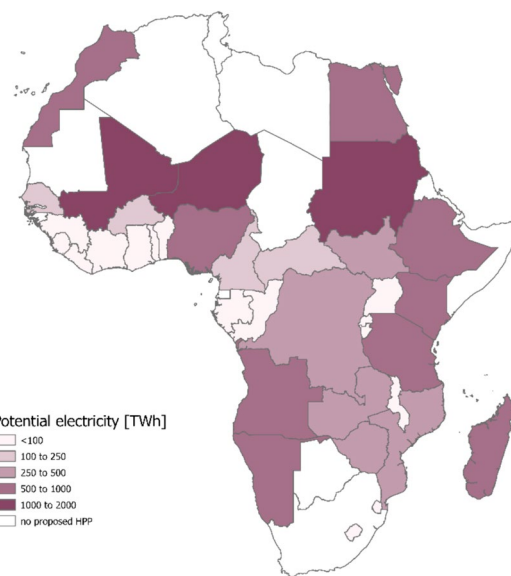 Potential electricity [TWh]
<100
100 to 250
250 to 500
500 to 1000
1000 to 2000
no proposed HPP